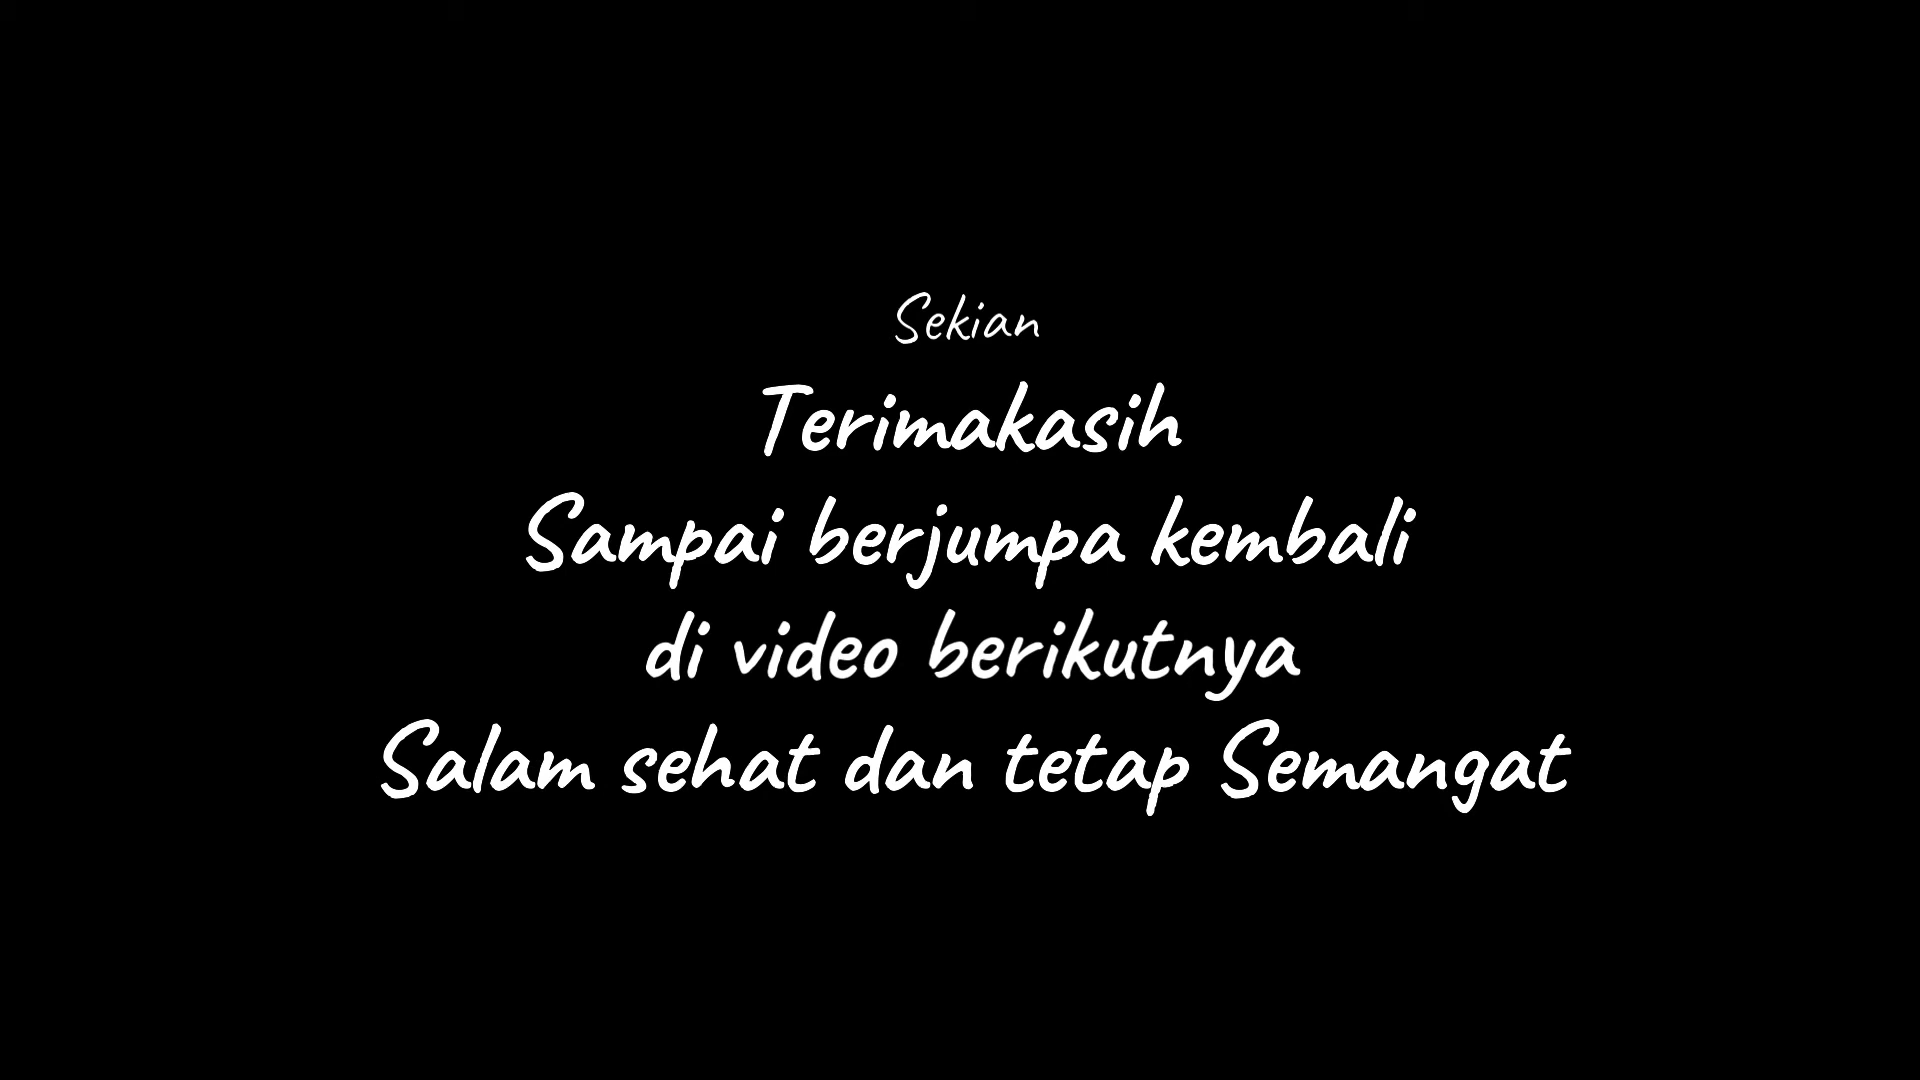 Sekian
Terimakasih
Sampai berjumpa kembali
di video berikutnya
Salam sehat dan tetap Semangat